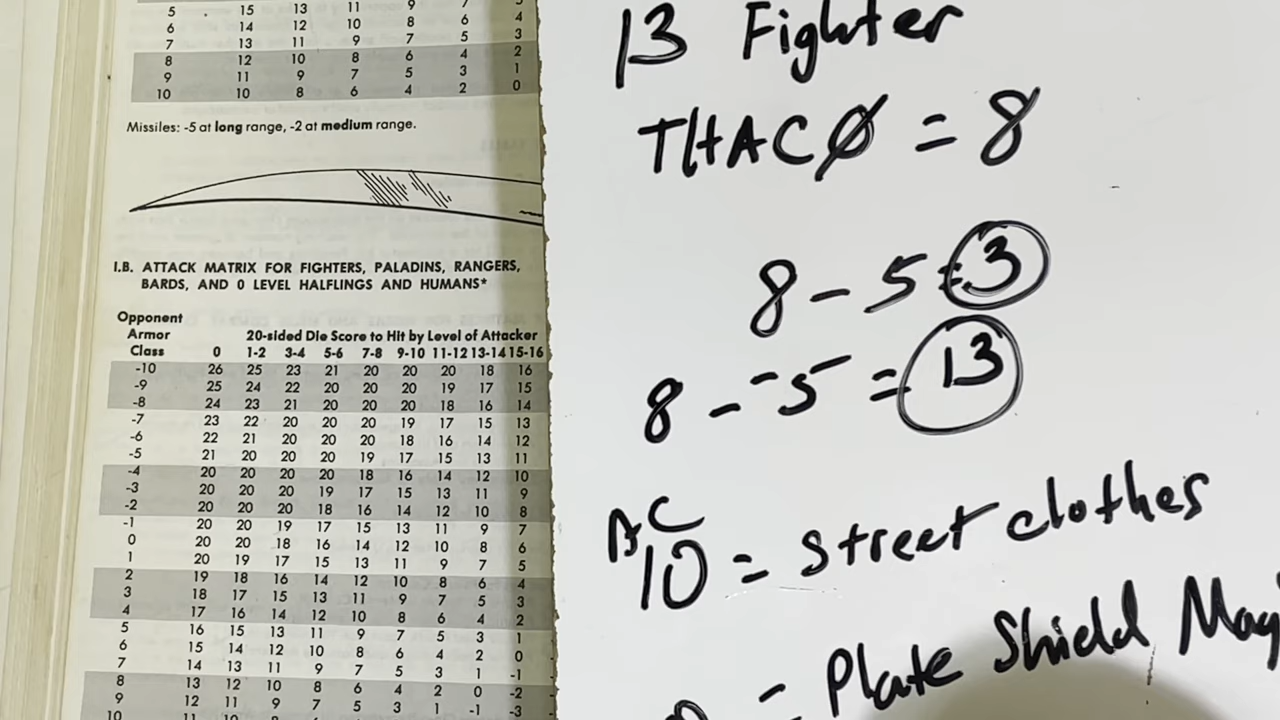 5 15 13 11 9 7
6 14 12 10 8 6 4
7 13 11 9 7 5 3
8 12 10 8 6 4 2
9 11 9 7 5 3 1
10 10 8 6 4 2 0
Missiles: -5 at long range, -2 at medium range.
I.B. ATTACK MATRIX FOR FIGHTERS, PALADINS, RANGERS,
BARDS, AND 0 LEVEL HALFLINGS AND HUMANS*
Opponent
Armor 20-sided Die Score to Hit by Level of Attacker
Class 0 1-2 3-4 5-6 7-8 9-10 11-12 13-14 15-16
-10 26 25 23 21 20 20 20 18 16
-9 25 24 22 20 20 20 19 17 15
-8 24 23 21 20 20 20 18 16 14
-7 23 22 20 20 20 19 17 15 13
-6 22 21 20 20 20 18 16 14 12
-5 21 20 20 20 19 17 15 13 11
-4 20 20 20 20 18 16 14 12 10
-3 20 20 20 19 17 15 13 11 9
-2 20 20 20 18 16 14 12 10 8
-1 20 20 19 17 15 13 11 9 7
0 20 20 18 16 14 12 10 8 6
1 20 19 17 15 13 11 9 7 5
2 19 18 16 14 12 10 8 6 4
3 18 17 15 13 11 9 7 5 3
4 17 16 14 12 10 8 6 4 2
5 16 15 13 11 9 7 5 3 1
6 15 14 12 10 8 6 4 2 0
7 14 13 11 9 7 5 3 1 -1
8 13 12 10 8 6 4 2 0 -2
9 12 11 9 7 5 3 1 -1 -3
10 11 10
13 Fighter
THAC0 = 8
8 - 5 = 3
8 - -5 = 13
AC
10 = street clothes
= Plate Shield